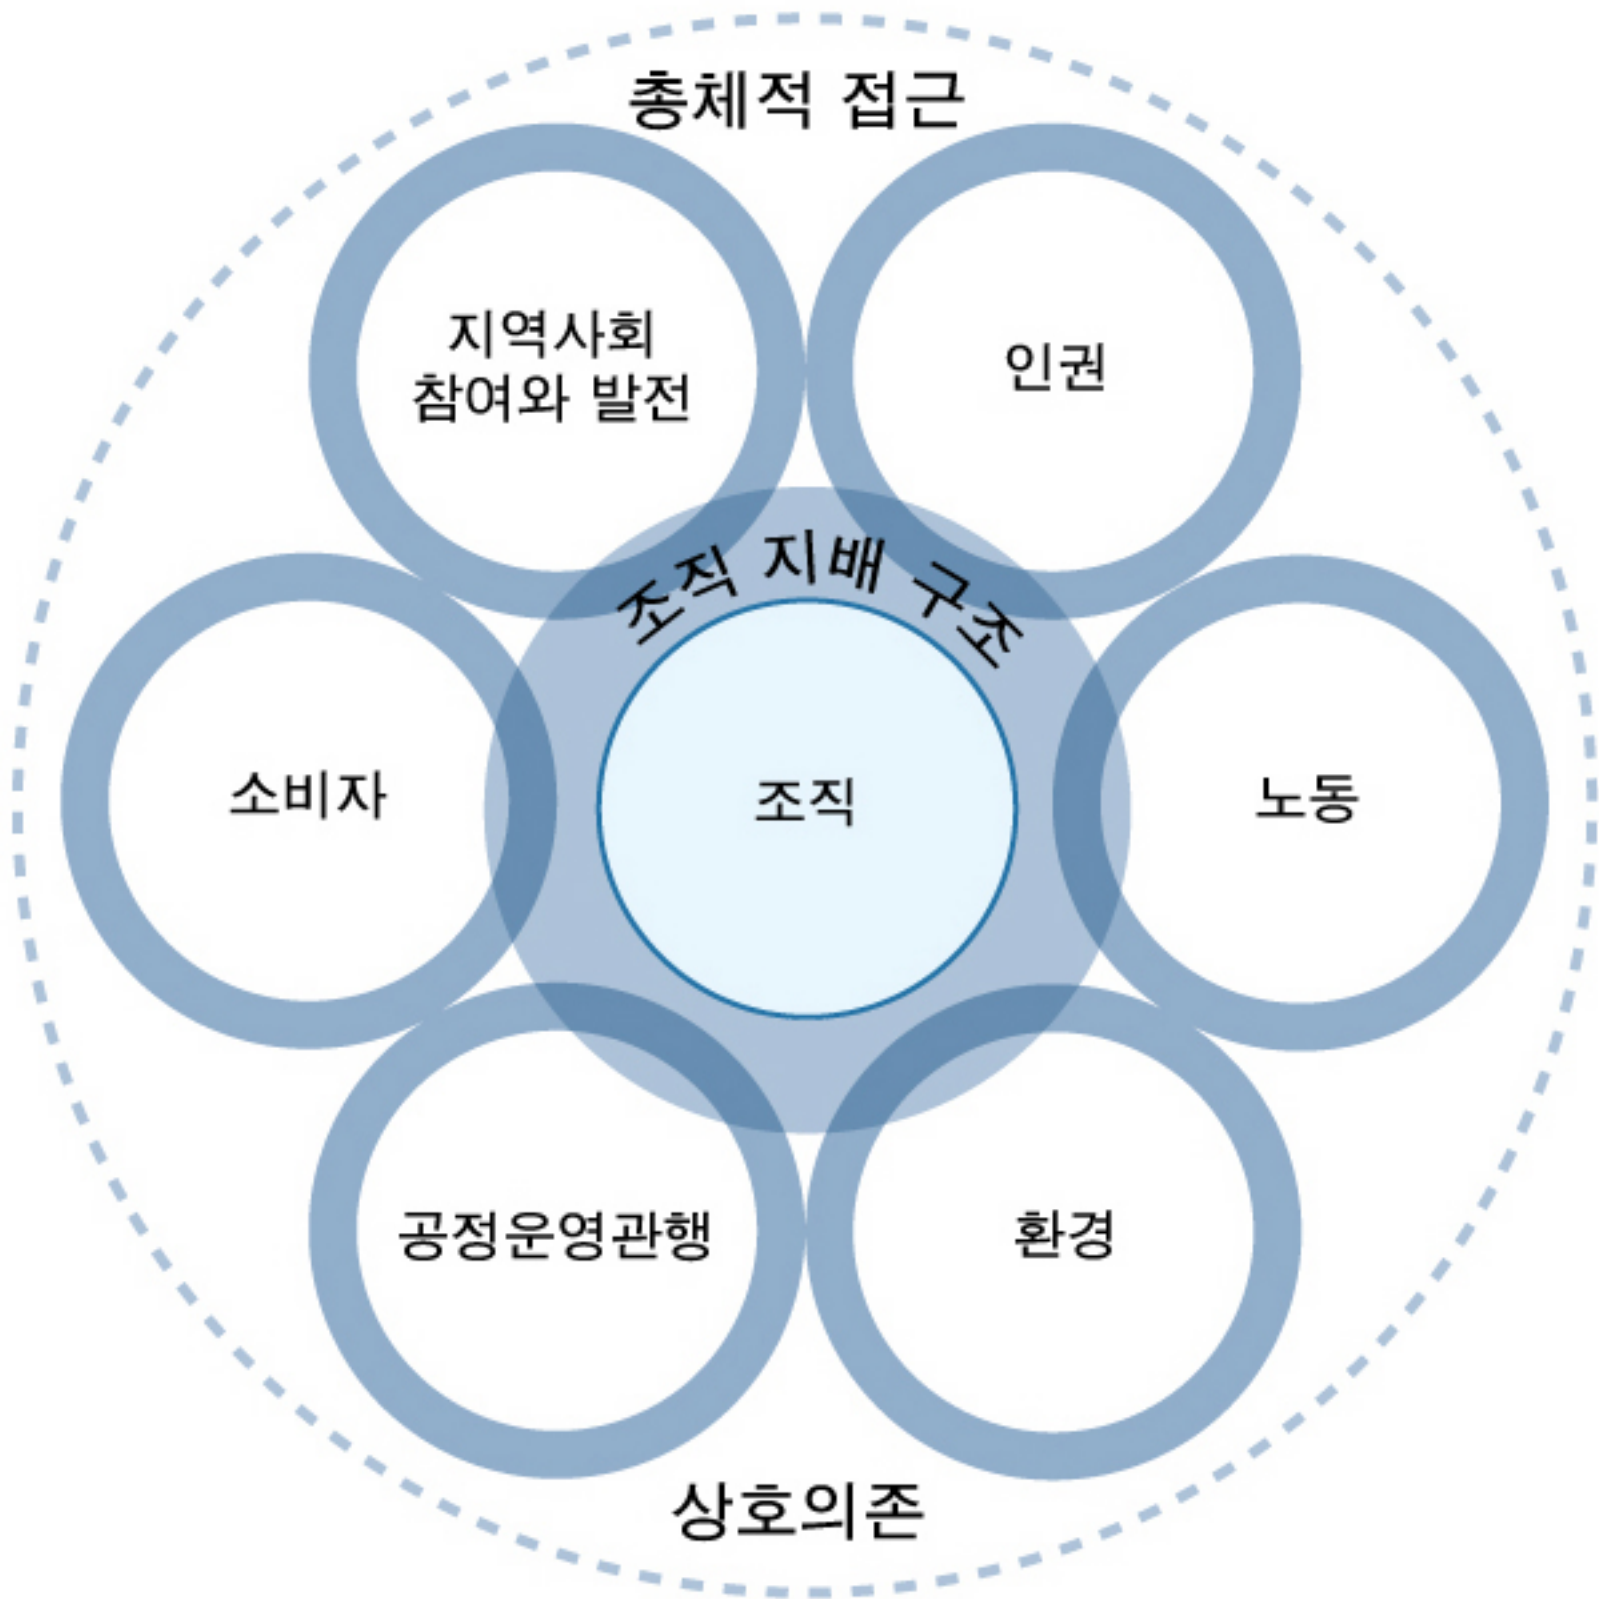 총체적 접근
지역사회
참여와 발전
인권
조직 지배 구조
소비자
조직
노동
공정운영관행
환경
상호의존